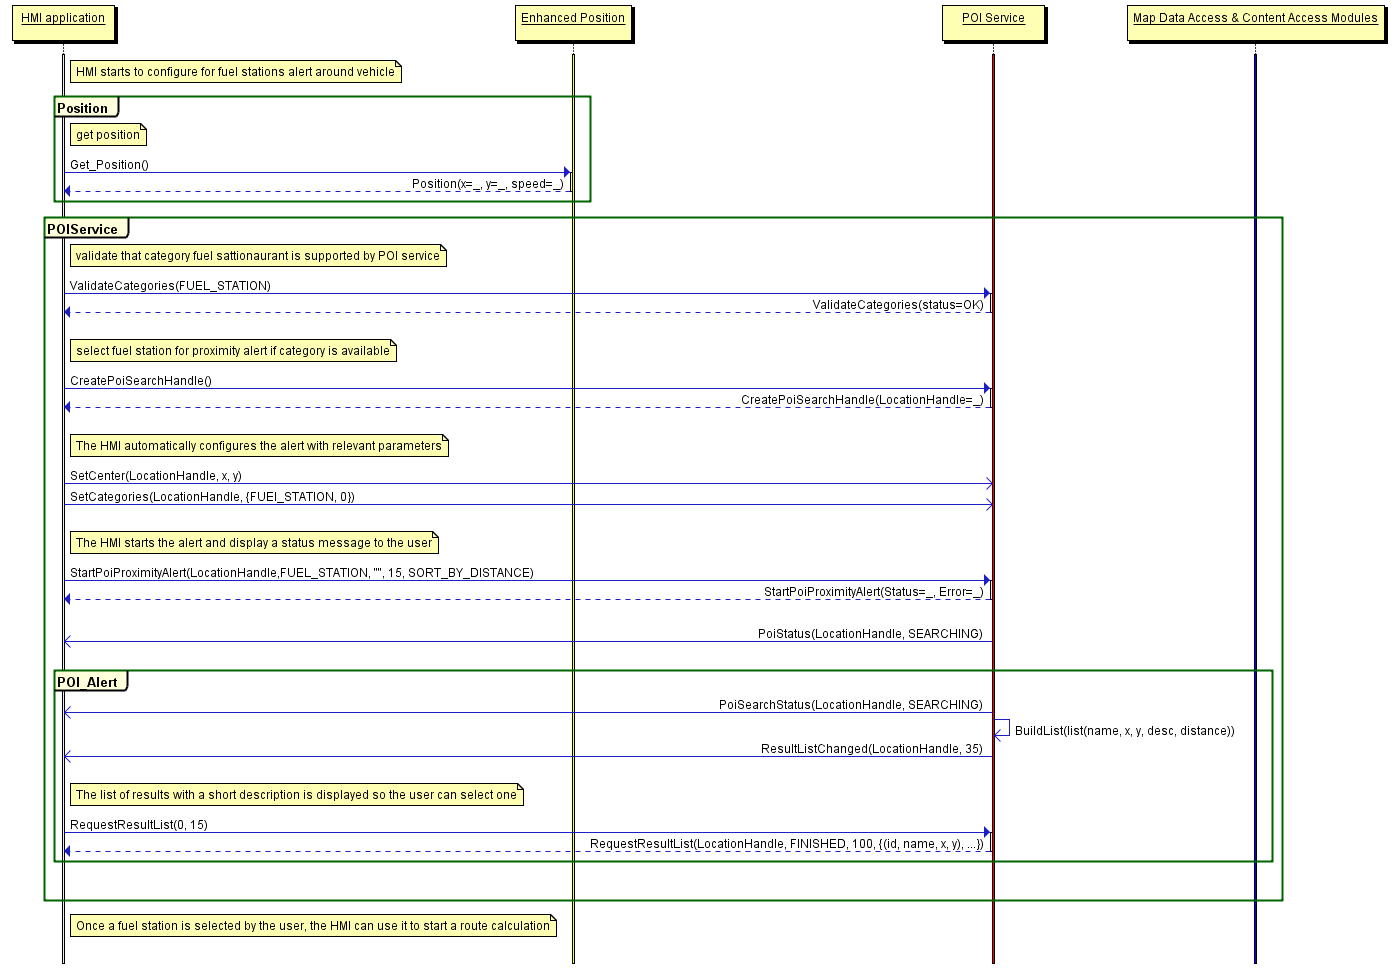 HMI application
Enhanced Position
POI Service
Map Data Access & Content Access Modules
HMI starts to configure for fuel stations alert around vehicle
Position
get position
Get_Position()
Position(x=_, y=_, speed=_)
POIService
validate that category fuel sattionaurant is supported by POI service
ValidateCategories(FUEL_STATION)
ValidateCategories(status=OK)
select fuel station for proximity alert if category is available
CreatePoiSearchHandle()
CreatePoiSearchHandle(LocationHandle=_)
The HMI automatically configures the alert with relevant parameters
SetCenter(LocationHandle, x, y)
SetCategories(LocationHandle, {FUEl_STATION, 0})
The HMI starts the alert and display a status message to the user
StartPoiProximityAlert(LocationHandle,FUEL_STATION, "", 15, SORT_BY_DISTANCE)
StartPoiProximityAlert(Status=_, Error=_)
PoiStatus(LocationHandle, SEARCHING)
POI_Alert
PoiSearchStatus(LocationHandle, SEARCHING)
BuildList(list(name, x, y, desc, distance))
ResultListChanged(LocationHandle, 35)
The list of results with a short description is displayed so the user can select one
RequestResultList(0, 15)
RequestResultList(LocationHandle, FINISHED, 100, {(id, name, x, y), ...})
Once a fuel station is selected by the user, the HMI can use it to start a route calculation